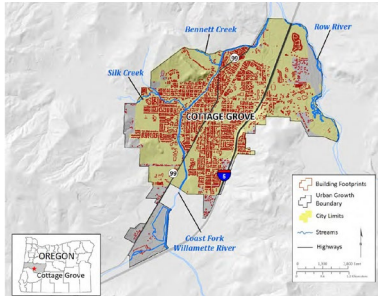 Bennett Creek
Row River
Silk Creek
99
COTTAGE GROVE
99
5
Coast Fork
Willamette River
OREGON
Cottage Grove
Building Footprints
Urban Growth
Boundary
City Limits
Streems
Highways